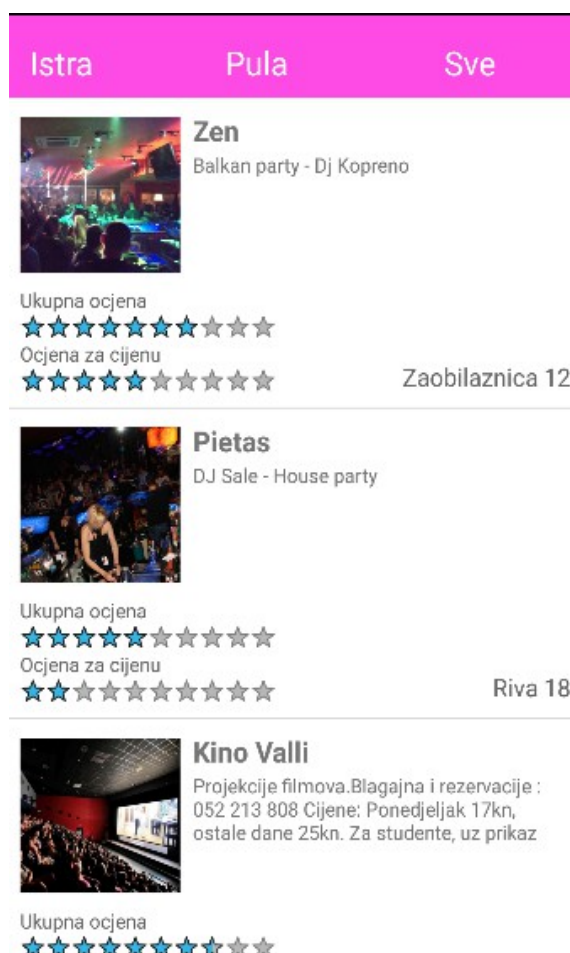 Istra Pula Sve
Zen
Balkan party - Dj Kopreno
Ukupna ocjena
Ocjena za cijenu
Zaobilaznica 12
Pietas
DJ Sale - House party
Ukupna ocjena
Ocjena za cijenu
Riva 18
Kino Valli
Projekcije filmova.Blagajna i rezervacije :
052 213 808 Cijene: Ponedjeljak 17kn,
ostale dane 25kn. Za studente, uz prikaz
Ukupna ocjena